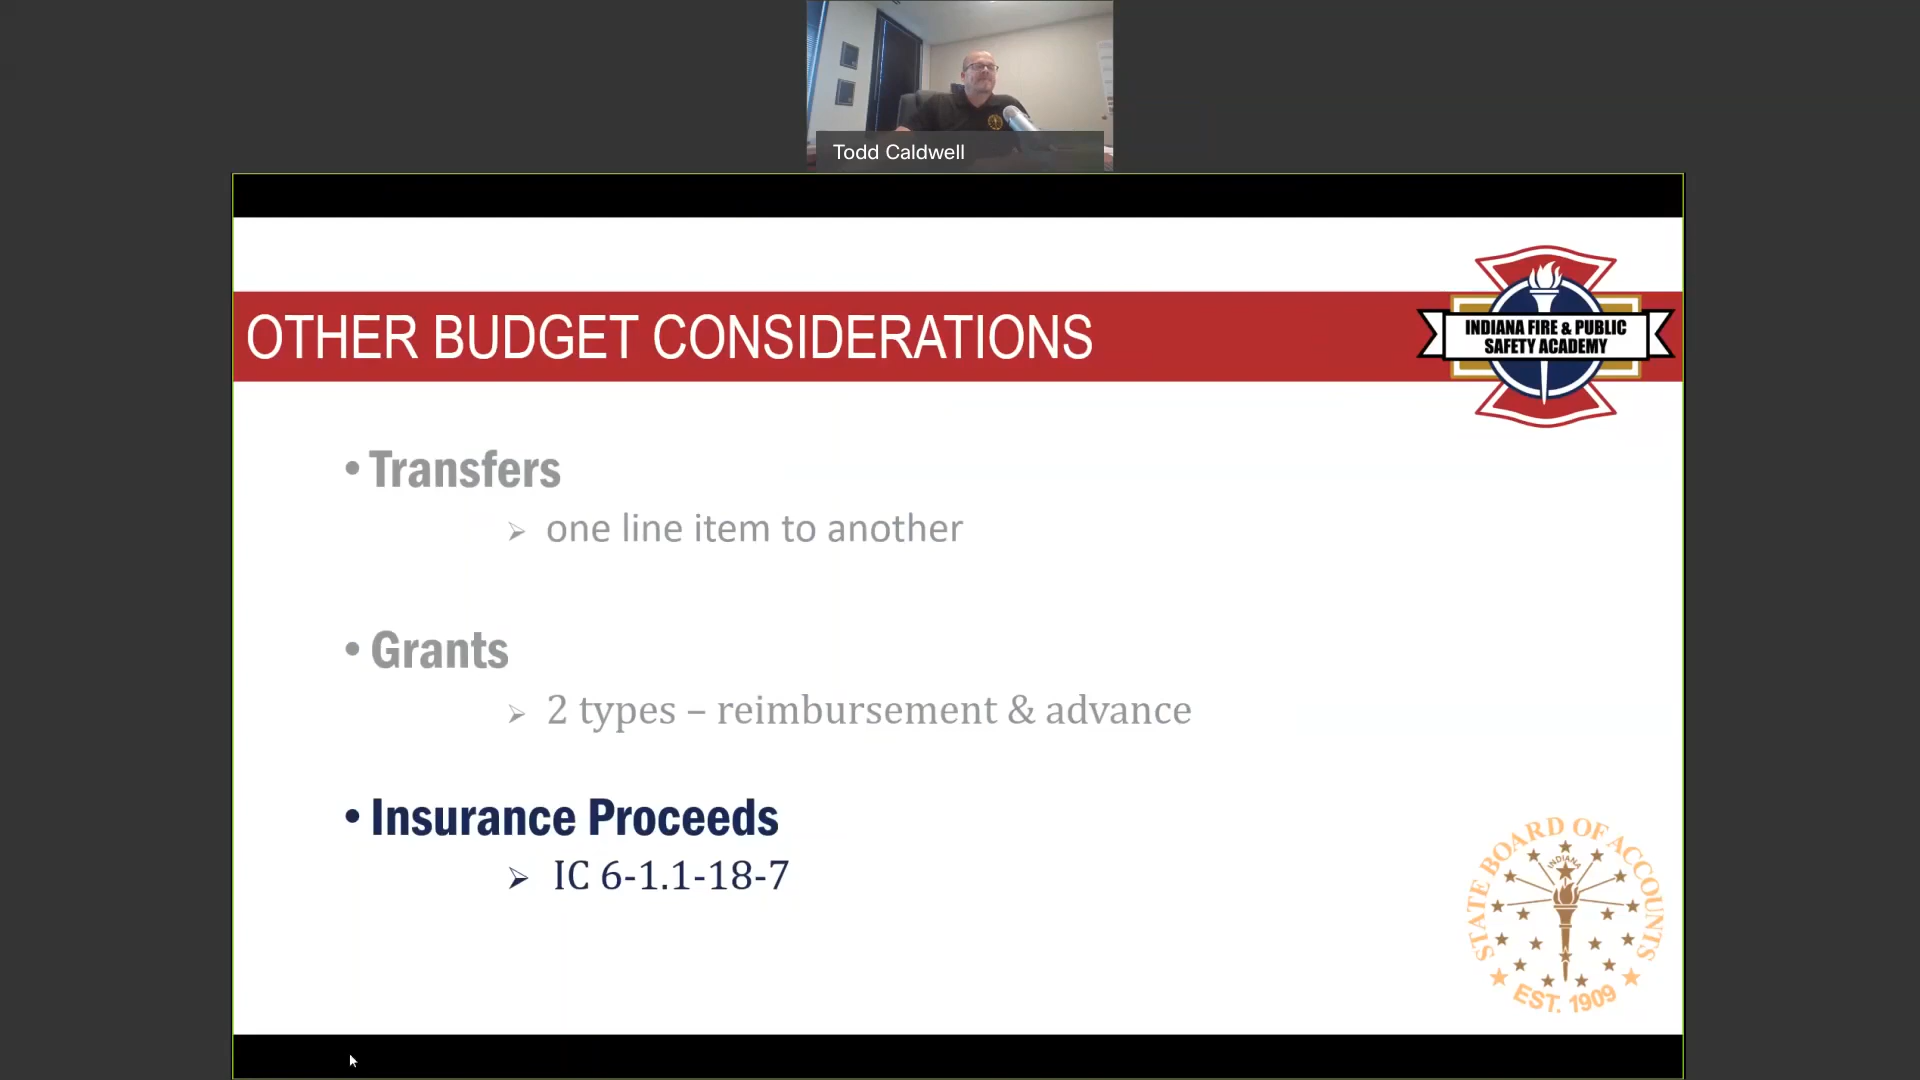 Todd Caldwell
OTHER BUDGET CONSIDERATIONS
INDIANA FIRE & PUBLIC
SAFETY ACADEMY
• Transfers
➢ one line item to another
• Grants
➢ 2 types – reimbursement & advance
• Insurance Proceeds
➢ IC 6-1.1-18-7
STATE BOARD OF ACCOUNTS
INDIANA
EST. 1909